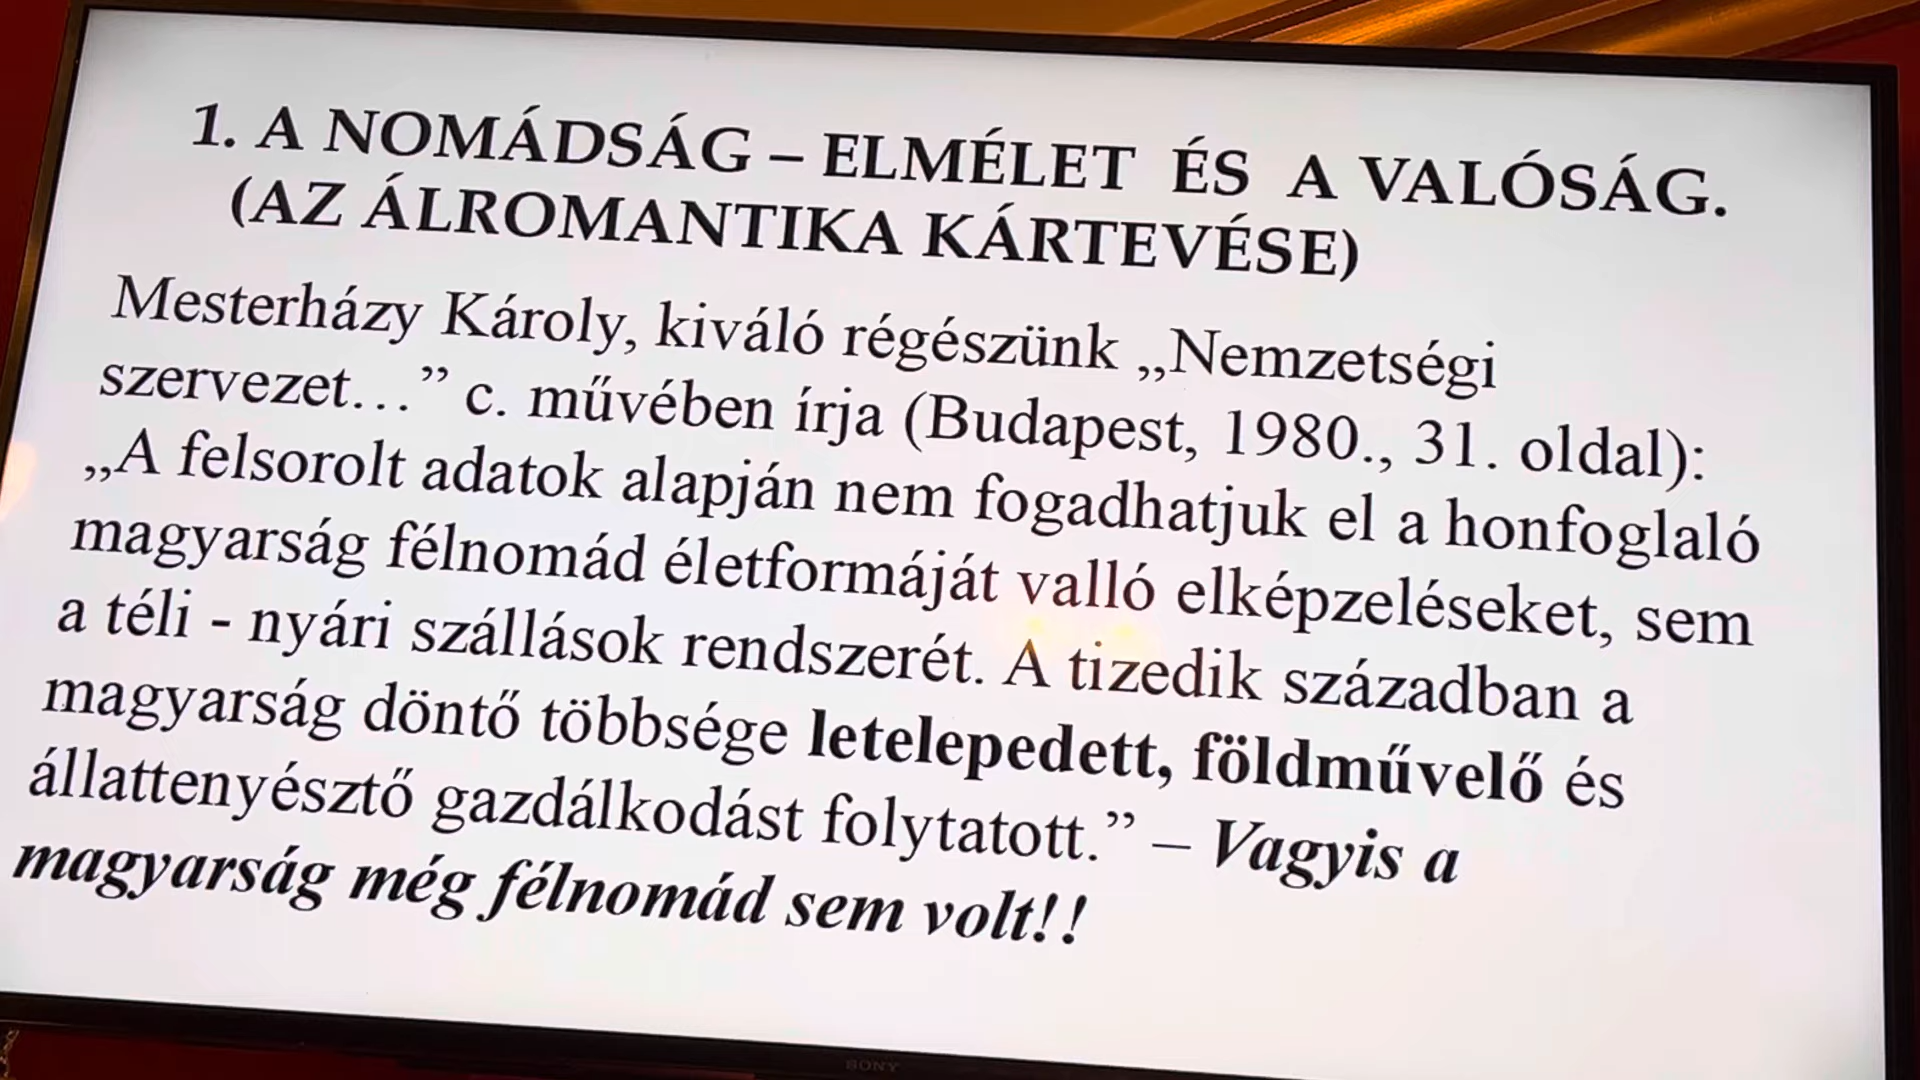 1. A NOMÁDSÁG – ELMÉLET ÉS A VALÓSÁG.
(AZ ÁLROMANTIKA KÁRTEVÉSE)
Mesterházy Károly, kiváló régészünk „Nemzetségi
szervezet…” c. művében írja (Budapest, 1980., 31. oldal):
„A felsorolt adatok alapján nem fogadhatjuk el a honfoglaló
magyarság félnomád életformáját valló elképzeléseket, sem
a téli - nyári szállások rendszerét. A tizedik században a
magyarság döntő többsége letelepedett, földművelő és
állattenyésztő gazdálkodást folytatott.” – Vagyis a
magyarság még félnomád sem volt!!
SONY